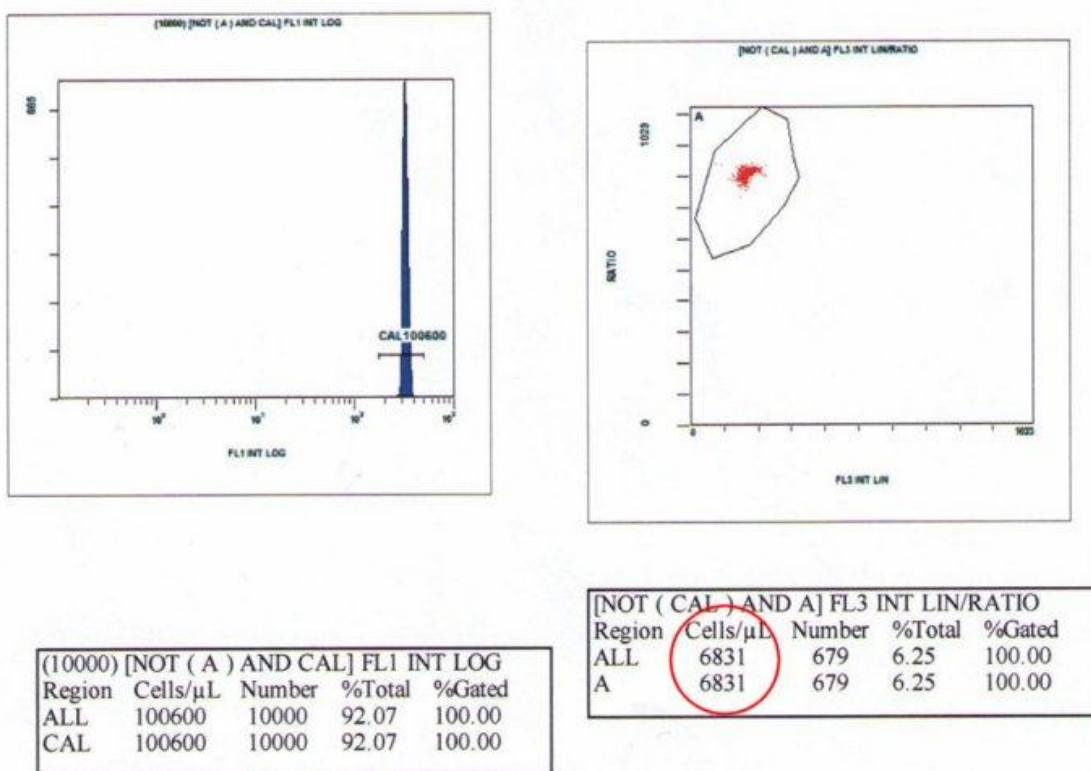 (10000) [NOT ( A ) AND CAL] FL1 INT LOG
665
CAL100600
FL1 INT LOG
[NOT ( CAL ) AND A] FL3 INT LIN/RATIO
A
1023
RATIO
0
0
1023
FL3 INT LIN
(10000) [NOT ( A ) AND CAL] FL1 INT LOG
Region Cells/µL Number %Total %Gated
ALL 100600 10000 92.07 100.00
CAL 100600 10000 92.07 100.00
[NOT ( CAL ) AND A] FL3 INT LIN/RATIO
Region Cells/µL Number %Total %Gated
ALL 6831 679 6.25 100.00
A 6831 679 6.25 100.00